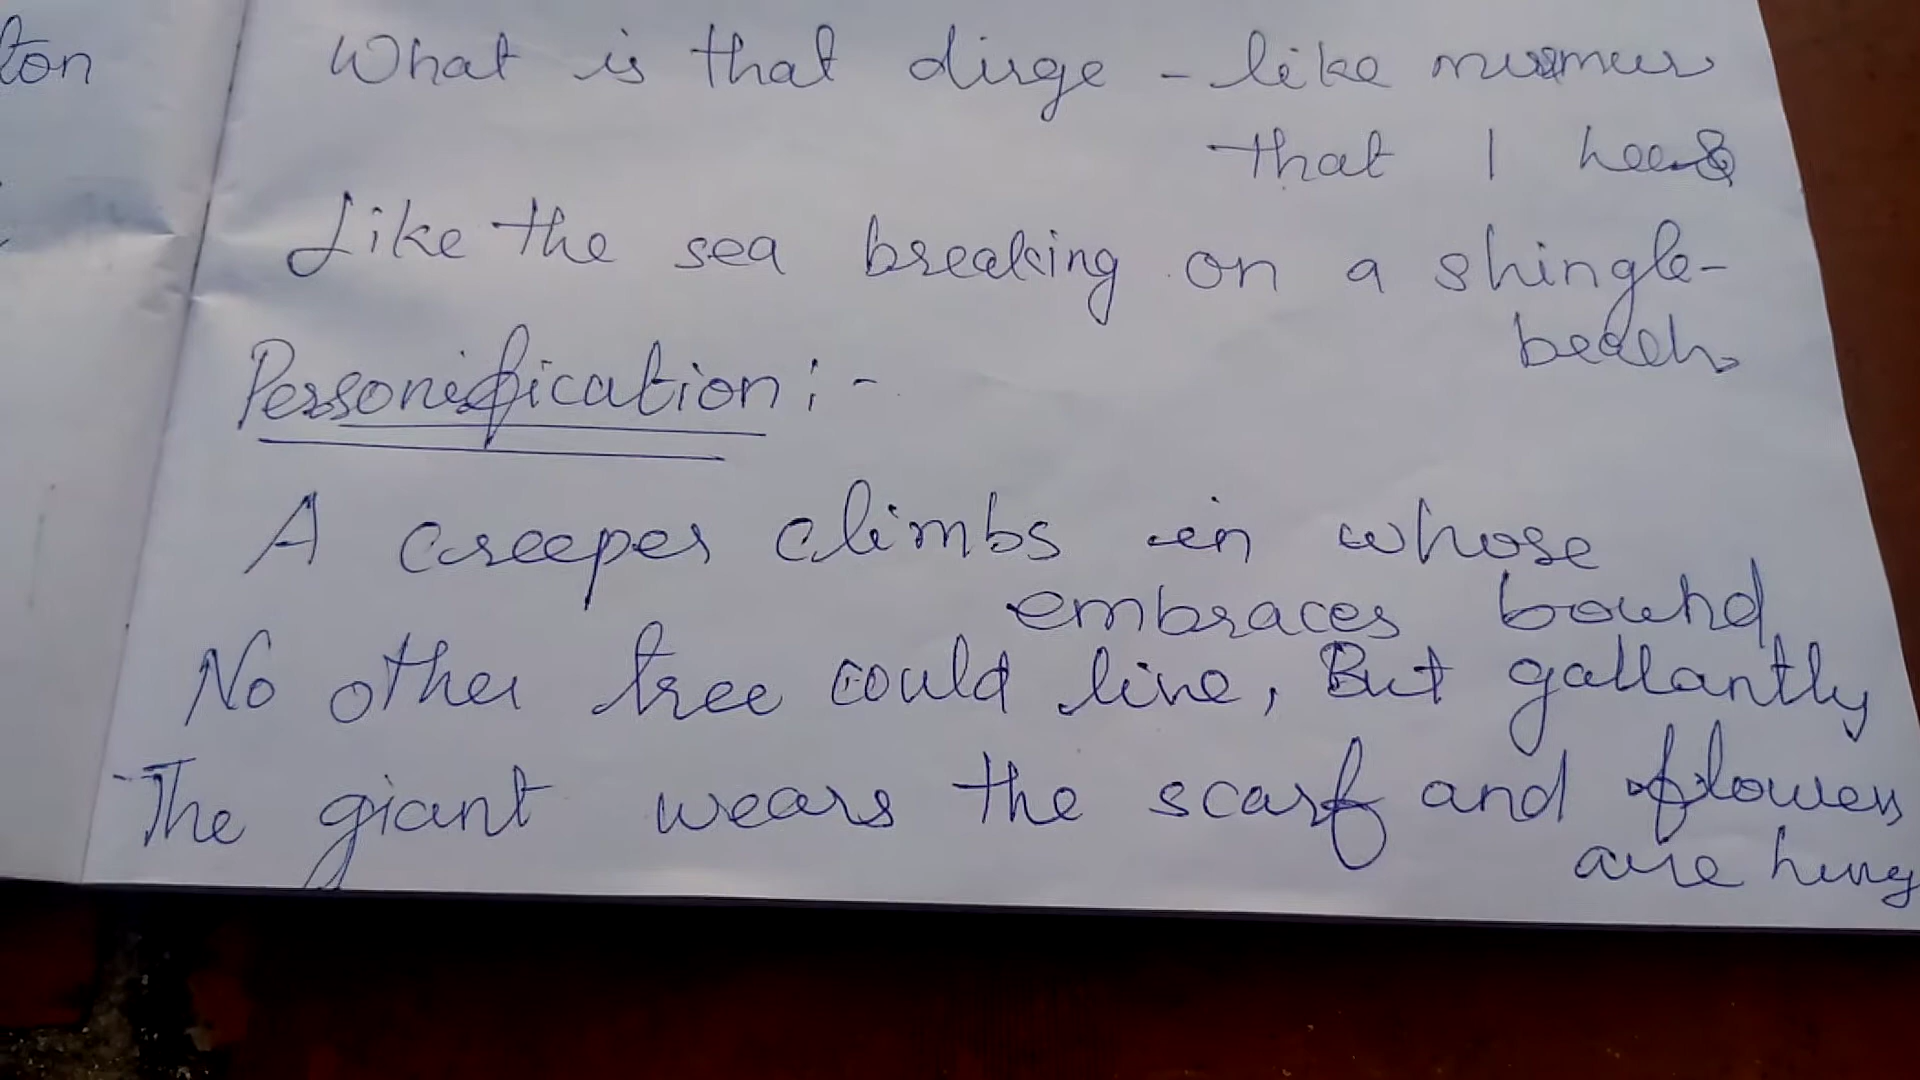 ton
What is that dirge - like murmur
that I hear
Like the sea breaking on a shingle-
beach
Personification : -
A creeper climbs in whose
embraces bound
No other tree could live, But gallantly
The giant wears the scarf and flowers
are hung